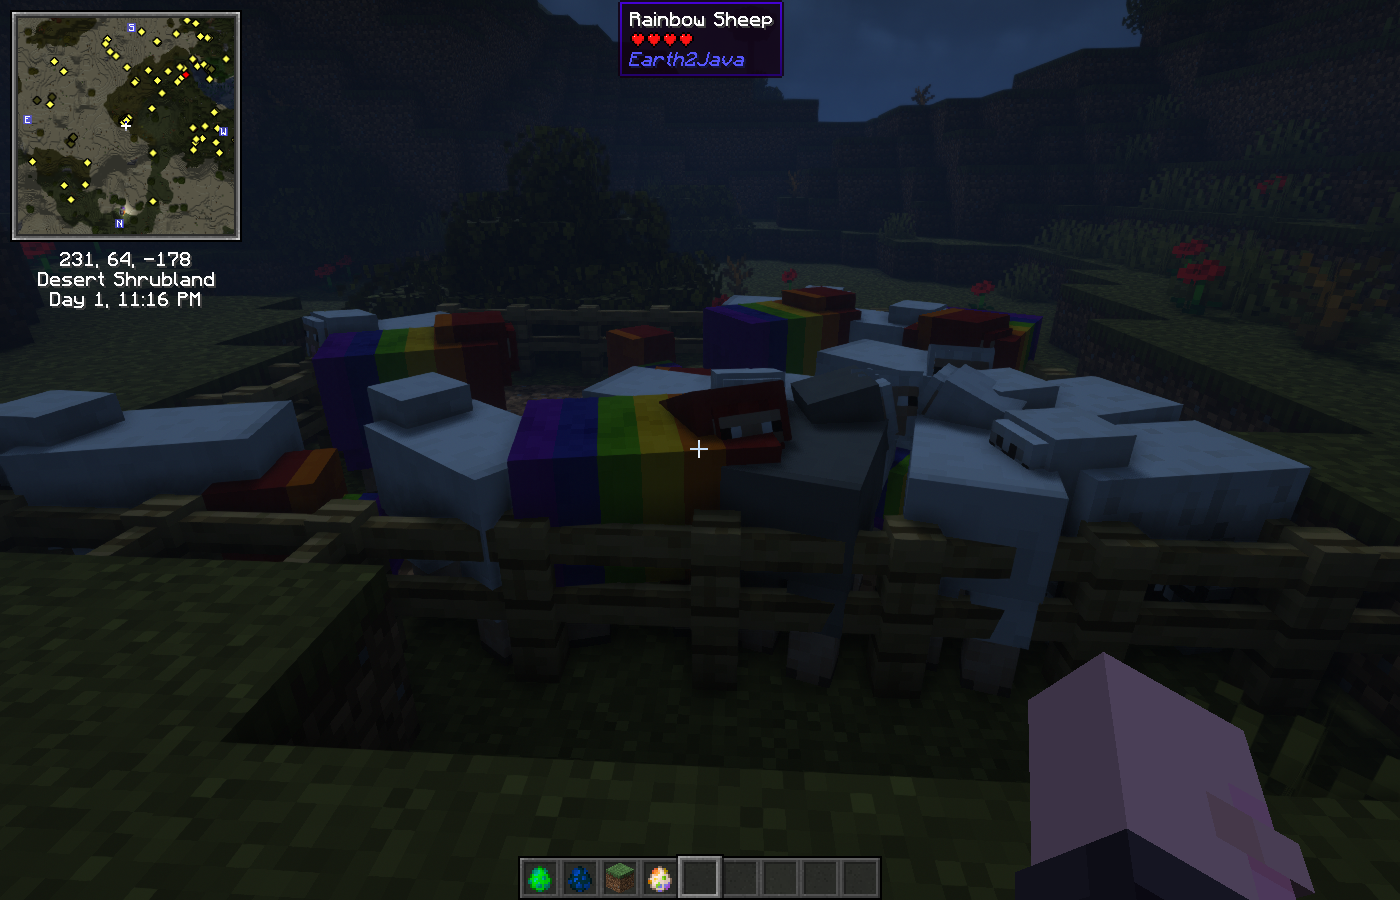 S
E
W
N
231, 64, -178
Desert Shrubland
Day 1, 11:16 PM
Rainbow Sheep
Earth2Java